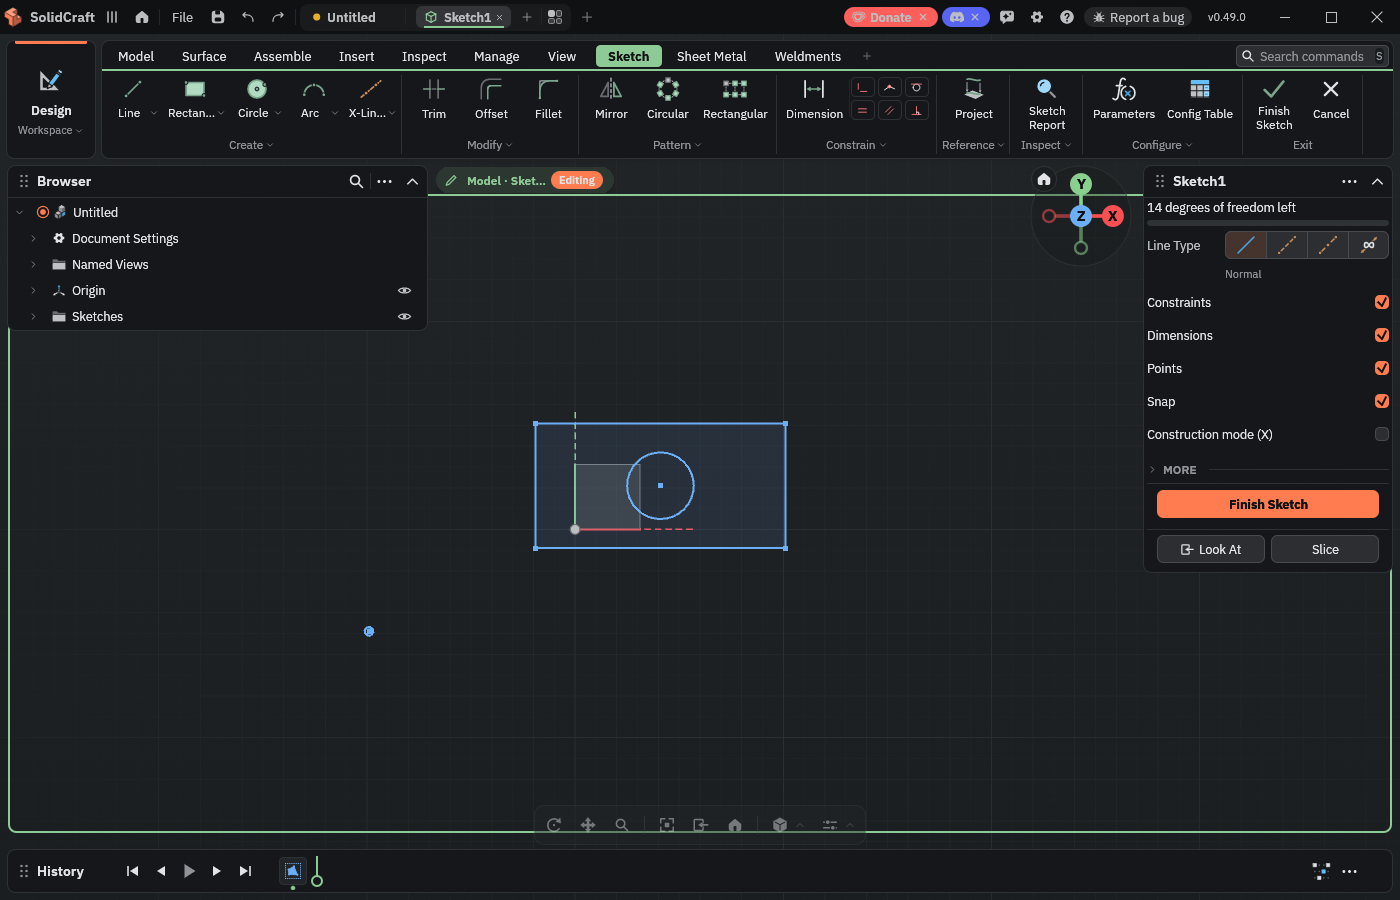 SolidCraft File Untitled Sketch1 Donate Report a bug v0.49.0
Model Surface Assemble Insert Inspect Manage View Sketch Sheet Metal Weldments Search commands S
Design
Workspace
Line Rectan... Circle Arc X-Lin... Trim Offset Fillet Mirror Circular Rectangular Dimension Project Sketch Report Parameters Config Table Finish Sketch Cancel
Create Modify Pattern Constrain Reference Inspect Configure Exit
Browser
Untitled
Document Settings
Named Views
Origin
Sketches
Model · Sket... Editing
Y
Z X
Sketch1
14 degrees of freedom left
Line Type
Normal
Constraints
Dimensions
Points
Snap
Construction mode (X)
MORE
Finish Sketch
Look At Slice
History